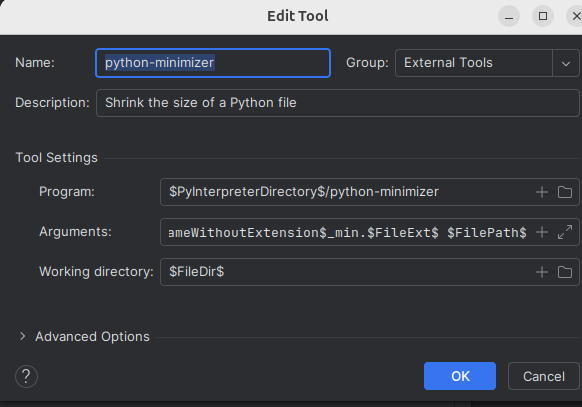 Edit Tool
Name: python-minimizer Group: External Tools
Description: Shrink the size of a Python file
Tool Settings
Program: $PyInterpreterDirectory$/python-minimizer
Arguments: ameWithoutExtension$_min.$FileExt$ $FilePath$
Working directory: $FileDir$
Advanced Options
? OK Cancel